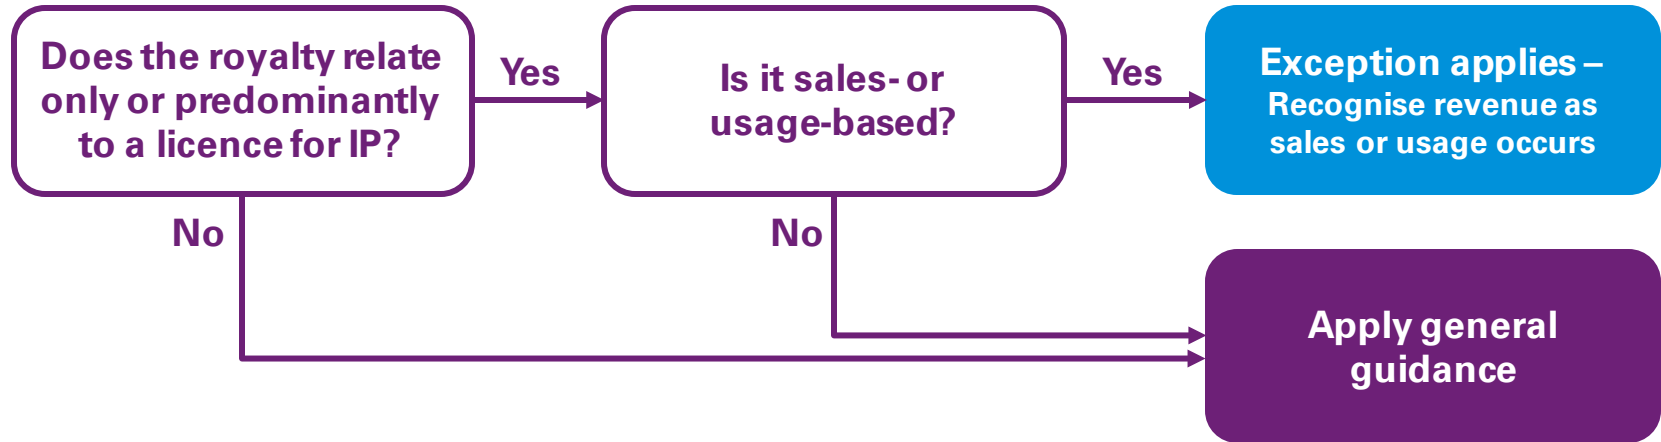 Does the royalty relate
only or predominantly
to a licence for IP?
Yes
Is it sales- or
usage-based?
Yes
Exception applies –
Recognise revenue as
sales or usage occurs
No
No
Apply general
guidance